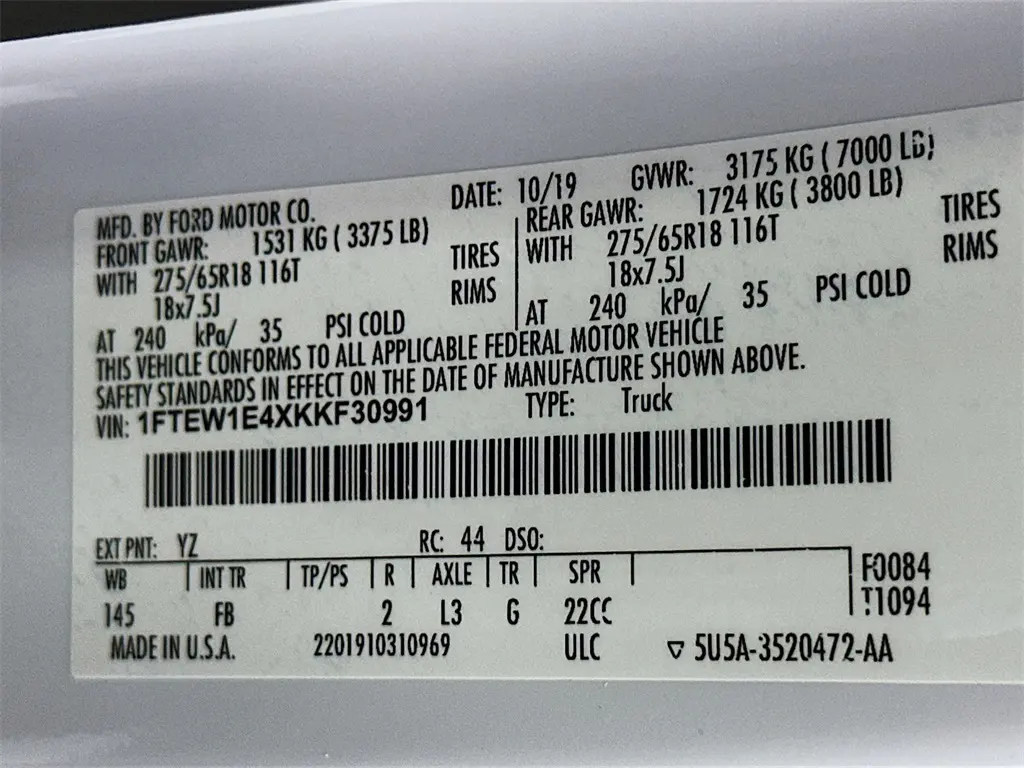 MFD. BY FORD MOTOR CO. DATE: 10/19 GVWR: 3175 KG ( 7000 LB)
FRONT GAWR: 1531 KG ( 3375 LB) REAR GAWR: 1724 KG ( 3800 LB)
WITH 275/65R18 116T TIRES WITH 275/65R18 116T TIRES
18x7.5J RIMS 18x7.5J RIMS
AT 240 kPa/ 35 PSI COLD AT 240 kPa/ 35 PSI COLD
THIS VEHICLE CONFORMS TO ALL APPLICABLE FEDERAL MOTOR VEHICLE
SAFETY STANDARDS IN EFFECT ON THE DATE OF MANUFACTURE SHOWN ABOVE.
VIN: 1FTEW1E4XKKF30991 TYPE: Truck
EXT PNT: YZ RC: 44 DSO:
WB INT TR TP/PS R AXLE TR SPR F0084
145 FB 2 L3 G 22CC T1094
MADE IN U.S.A. 2201910310969 ULC ▽ 5U5A-3520472-AA